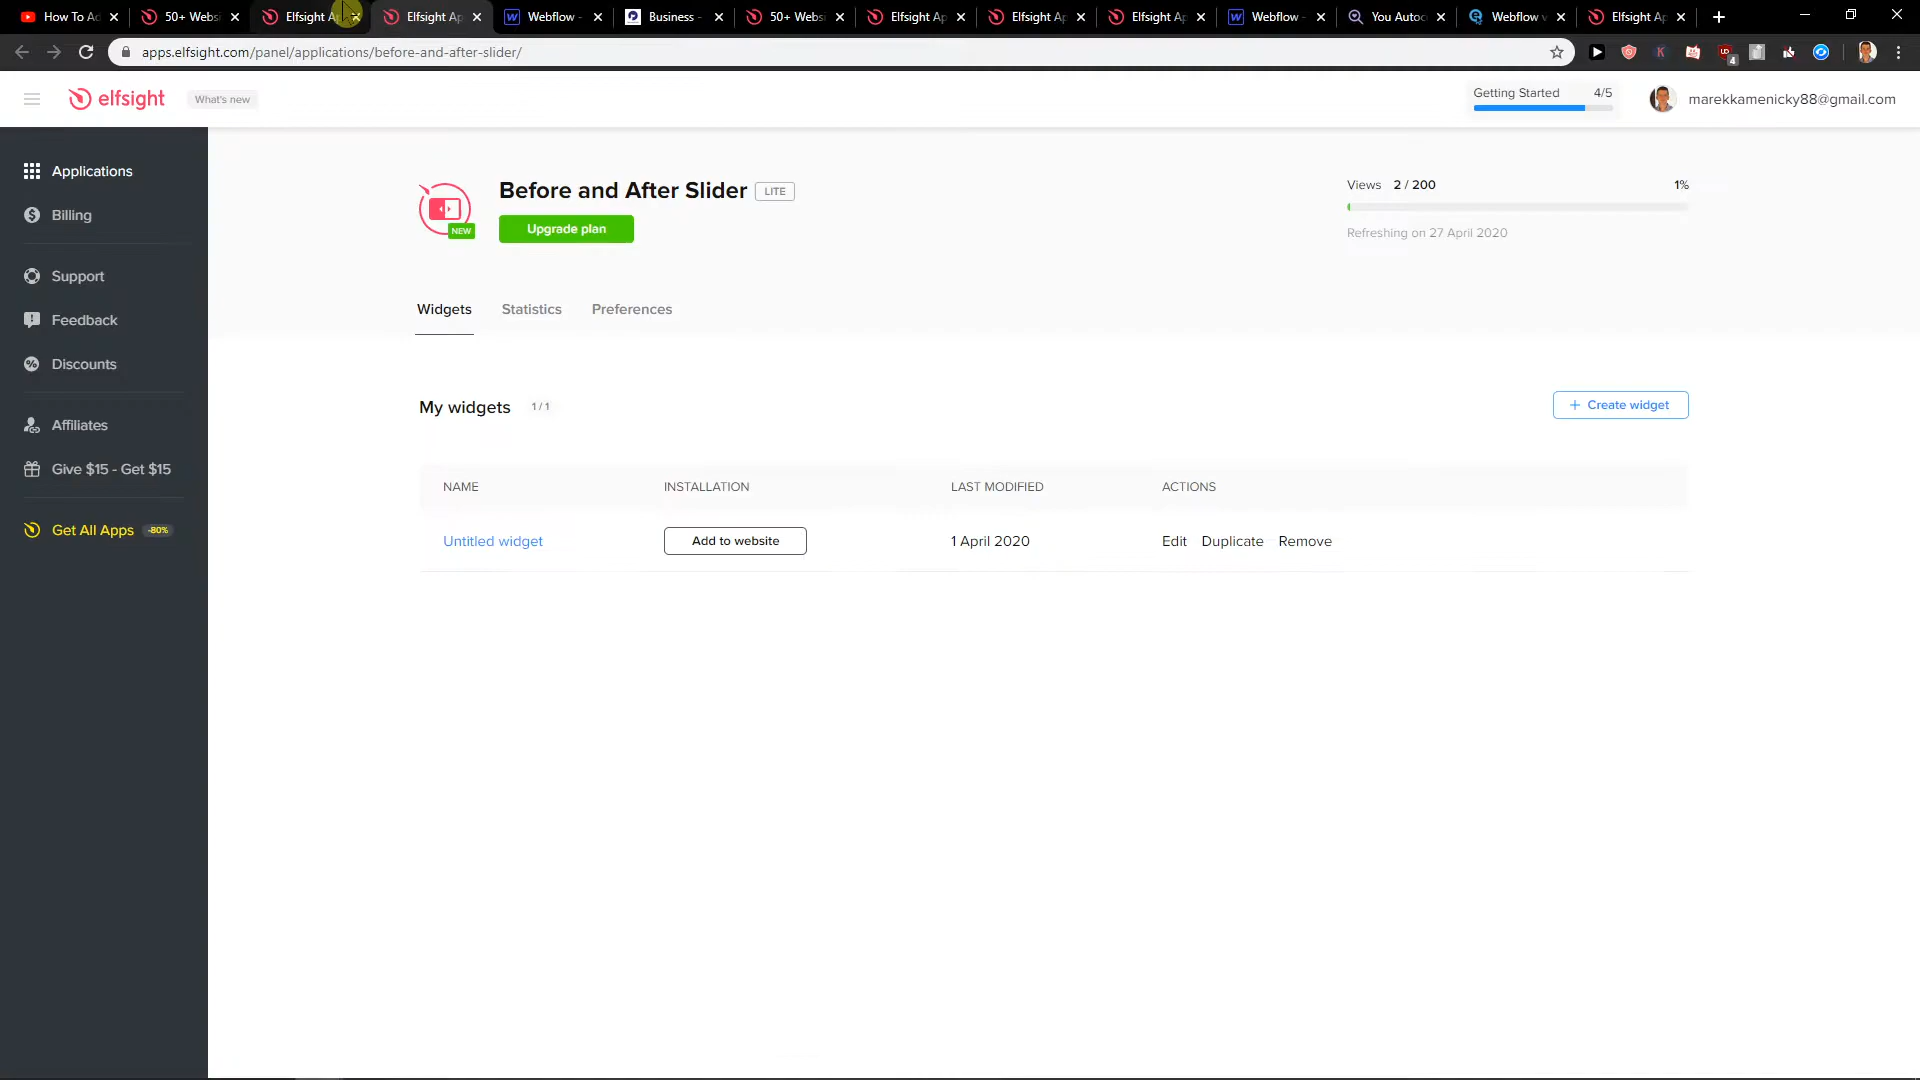 How To Ad
50+ Websi
Elfsight Ap
Elfsight Ap
Webflow -
Business -
50+ Websi
Elfsight Ap
Elfsight Ap
Elfsight Ap
Webflow -
You Autoc
Webflow v
Elfsight Ap
apps.elfsight.com/panel/applications/before-and-after-slider/
4
elfsight
What's new
Getting Started 4/5
marekkamenicky88@gmail.com
Applications
Billing
Support
Feedback
Discounts
Affiliates
Give $15 - Get $15
Get All Apps -80%
NEW
Before and After Slider LITE
Upgrade plan
Views 2 / 200 1%
Refreshing on 27 April 2020
Widgets Statistics Preferences
My widgets 1 / 1
+ Create widget
NAME INSTALLATION LAST MODIFIED ACTIONS
Untitled widget Add to website 1 April 2020 Edit Duplicate Remove